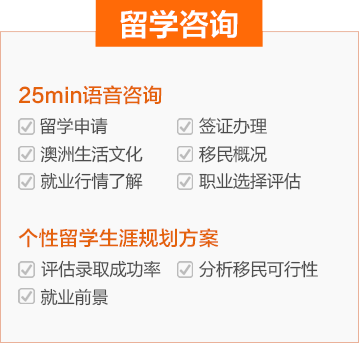 留学咨询
25min语音咨询
留学申请 签证办理
澳洲生活文化 移民概况
就业行情了解 职业选择评估
个性留学生涯规划方案
评估录取成功率 分析移民可行性
就业前景